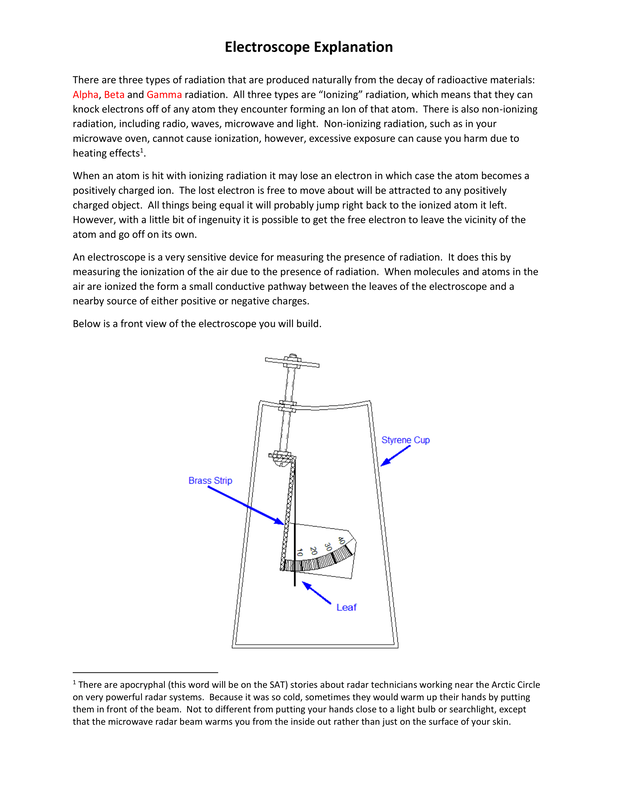 Electroscope Explanation
There are three types of radiation that are produced naturally from the decay of radioactive materials:
Alpha, Beta and Gamma radiation.  All three types are “Ionizing” radiation, which means that they can
knock electrons off of any atom they encounter forming an Ion of that atom.  There is also non-ionizing
radiation, including radio, waves, microwave and light.  Non-ionizing radiation, such as in your
microwave oven, cannot cause ionization, however, excessive exposure can cause you harm due to
heating effects1.
When an atom is hit with ionizing radiation it may lose an electron in which case the atom becomes a
positively charged ion.  The lost electron is free to move about will be attracted to any positively
charged object.  All things being equal it will probably jump right back to the ionized atom it left.
However, with a little bit of ingenuity it is possible to get the free electron to leave the vicinity of the
atom and go off on its own.
An electroscope is a very sensitive device for measuring the presence of radiation.  It does this by
measuring the ionization of the air due to the presence of radiation.  When molecules and atoms in the
air are ionized the form a small conductive pathway between the leaves of the electroscope and a
nearby source of either positive or negative charges.
Below is a front view of the electroscope you will build.
Styrene Cup
Brass Strip
10
20
30
40
Leaf
1 There are apocryphal (this word will be on the SAT) stories about radar technicians working near the Arctic Circle
on very powerful radar systems.  Because it was so cold, sometimes they would warm up their hands by putting
them in front of the beam.  Not to different from putting your hands close to a light bulb or searchlight, except
that the microwave radar beam warms you from the inside out rather than just on the surface of your skin.